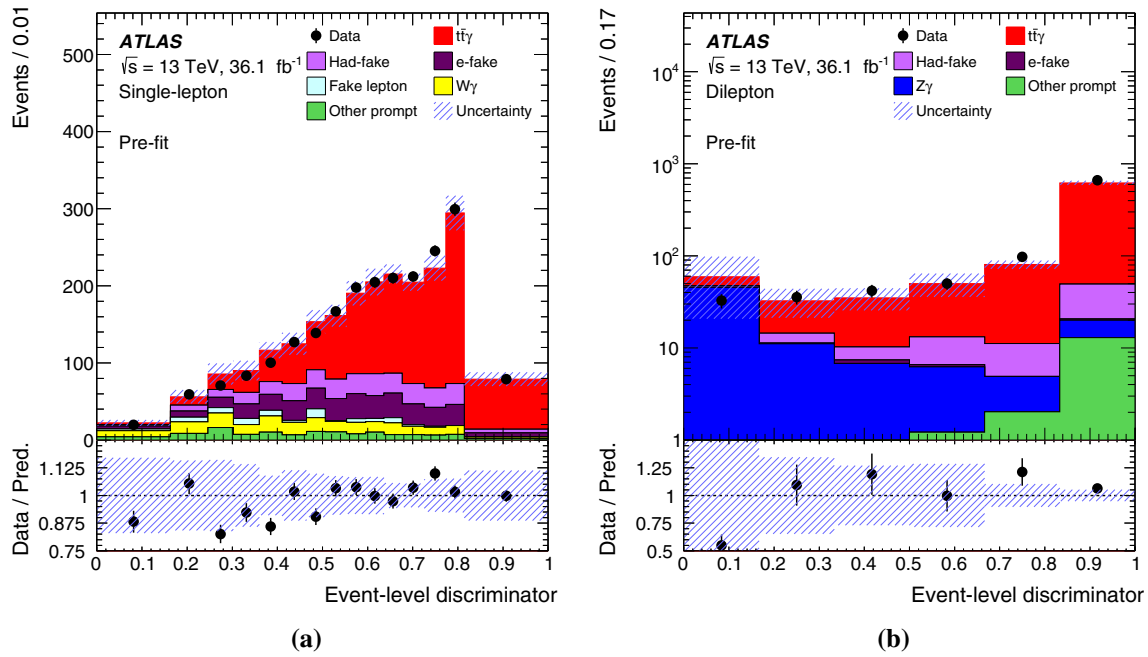 Events / 0.01
500
400
300
200
100
0
ATLAS
√s = 13 TeV, 36.1 fb⁻¹
Single-lepton
Pre-fit
Data
tt̄γ
Had-fake
e-fake
Fake lepton
Wγ
Other prompt
Uncertainty
Data / Pred.
1.125
1
0.875
0.75
0 0.1 0.2 0.3 0.4 0.5 0.6 0.7 0.8 0.9 1
Event-level discriminator
(a)
Events / 0.17
10⁴
10³
10²
10
1
ATLAS
√s = 13 TeV, 36.1 fb⁻¹
Dilepton
Pre-fit
Data
tt̄γ
Had-fake
e-fake
Zγ
Other prompt
Uncertainty
Data / Pred.
1.25
1
0.75
0.5
0 0.1 0.2 0.3 0.4 0.5 0.6 0.7 0.8 0.9 1
Event-level discriminator
(b)